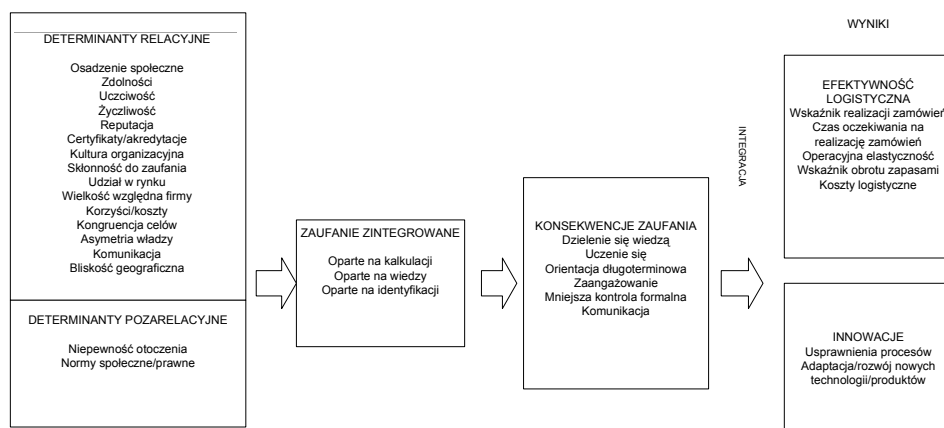 DETERMINANTY RELACYJNE
Osadzenie społeczne
Zdolności
Uczciwość
Życzliwość
Reputacja
Certyfikaty/akredytacje
Kultura organizacyjna
Skłonność do zaufania
Udział w rynku
Wielkość względna firmy
Korzyści/koszty
Kongruencja celów
Asymetria władzy
Komunikacja
Bliskość geograficzna
DETERMINANTY POZARELACYJNE
Niepewność otoczenia
Normy społeczne/prawne
ZAUFANIE ZINTEGROWANE
Oparte na kalkulacji
Oparte na wiedzy
Oparte na identyfikacji
KONSEKWENCJE ZAUFANIA
Dzielenie się wiedzą
Uczenie się
Orientacja długoterminowa
Zaangażowanie
Mniejsza kontrola formalna
Komunikacja
INTEGRACJA
WYNIKI
EFEKTYWNOŚĆ
LOGISTYCZNA
Wskaźnik realizacji zamówień
Czas oczekiwania na
realizację zamówień
Operacyjna elastyczność
Wskaźnik obrotu zapasami
Koszty logistyczne
INNOWACJE
Usprawnienia procesów
Adaptacja/rozwój nowych
technologii/produktów